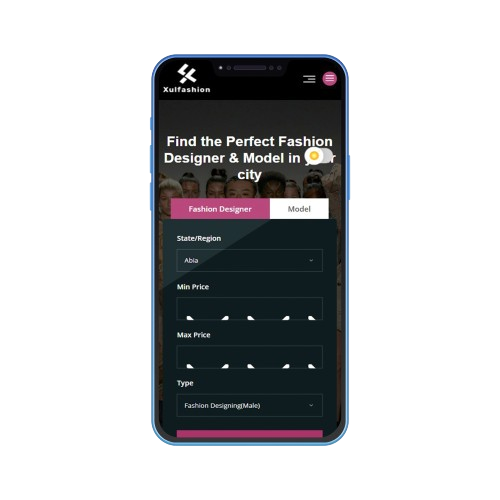 Xulfashion
Find the Perfect Fashion
Designer & Model in
city
Fashion Designer
Model
State/Region
Abia
Min Price
Max Price
Type
Fashion Designing(Male)